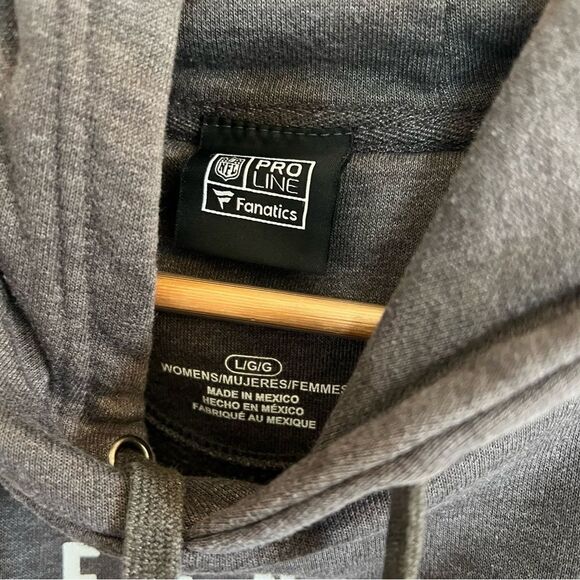 NFL
PRO
LINE
Fanatics
L/G/G
WOMENS/MUJERES/FEMMES
MADE IN MEXICO
HECHO EN MÉXICO
FABRIQUÉ AU MEXIQUE